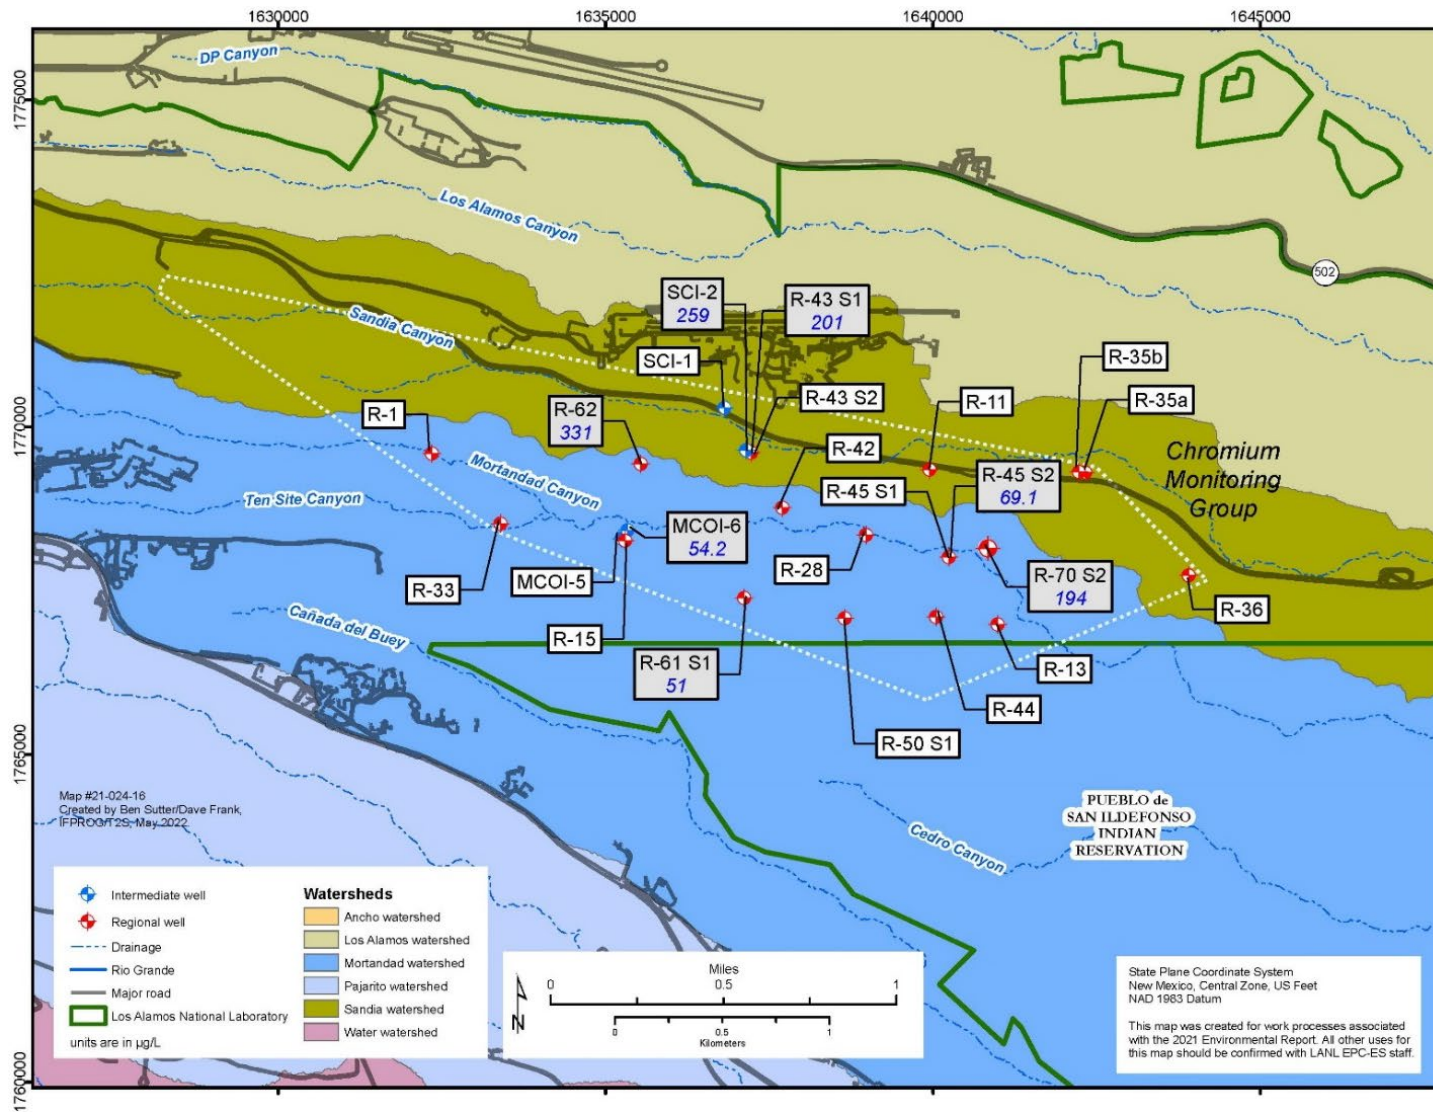 1630000
1635000
1640000
1645000
1775000
1770000
1765000
1760000
DP Canyon
Los Alamos Canyon
502
Sandia Canyon
SCI-2
259
R-43 S1
201
SCI-1
R-43 S2
R-35b
R-35a
R-11
R-1
R-62
331
R-42
Chromium
Monitoring
Group
R-45 S1
R-45 S2
69.1
Mortandad Canyon
Ten Site Canyon
MCOI-6
54.2
MCOI-5
R-33
R-28
R-70 S2
194
R-36
Cañada del Buey
R-15
R-61 S1
51
R-13
R-44
R-50 S1
Map #21-024-16
Created by Ben Sutter/Dave Frank,
IFPROG/T2S, May 2022
PUEBLO de
SAN ILDEFONSO
INDIAN
RESERVATION
Cedro Canyon
Intermediate well
Regional well
Drainage
Rio Grande
Major road
Los Alamos National Laboratory
units are in µg/L
Watersheds
Ancho watershed
Los Alamos watershed
Mortandad watershed
Pajarito watershed
Sandia watershed
Water watershed
N
Miles
0 0.5 1
0 0.5 1
Kilometers
State Plane Coordinate System
New Mexico, Central Zone, US Feet
NAD 1983 Datum
This map was created for work processes associated
with the 2021 Environmental Report. All other uses for
this map should be confirmed with LANL EPC-ES staff.